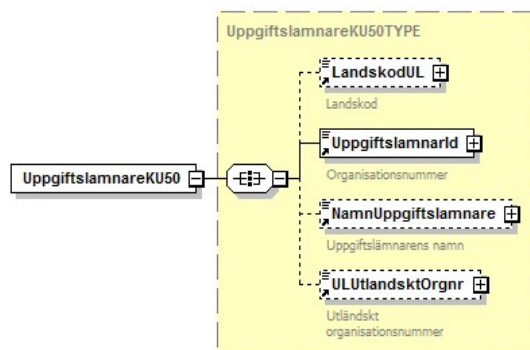 UppgiftslamnareKU50TYPE
LandskodUL
Landskod
UppgiftslamnarId
Organisationsnummer
UppgiftslamnareKU50
NamnUppgiftslamnare
Uppgiftslämnarens namn
ULUtlandsktOrgnr
Utländskt
organisationsnummer